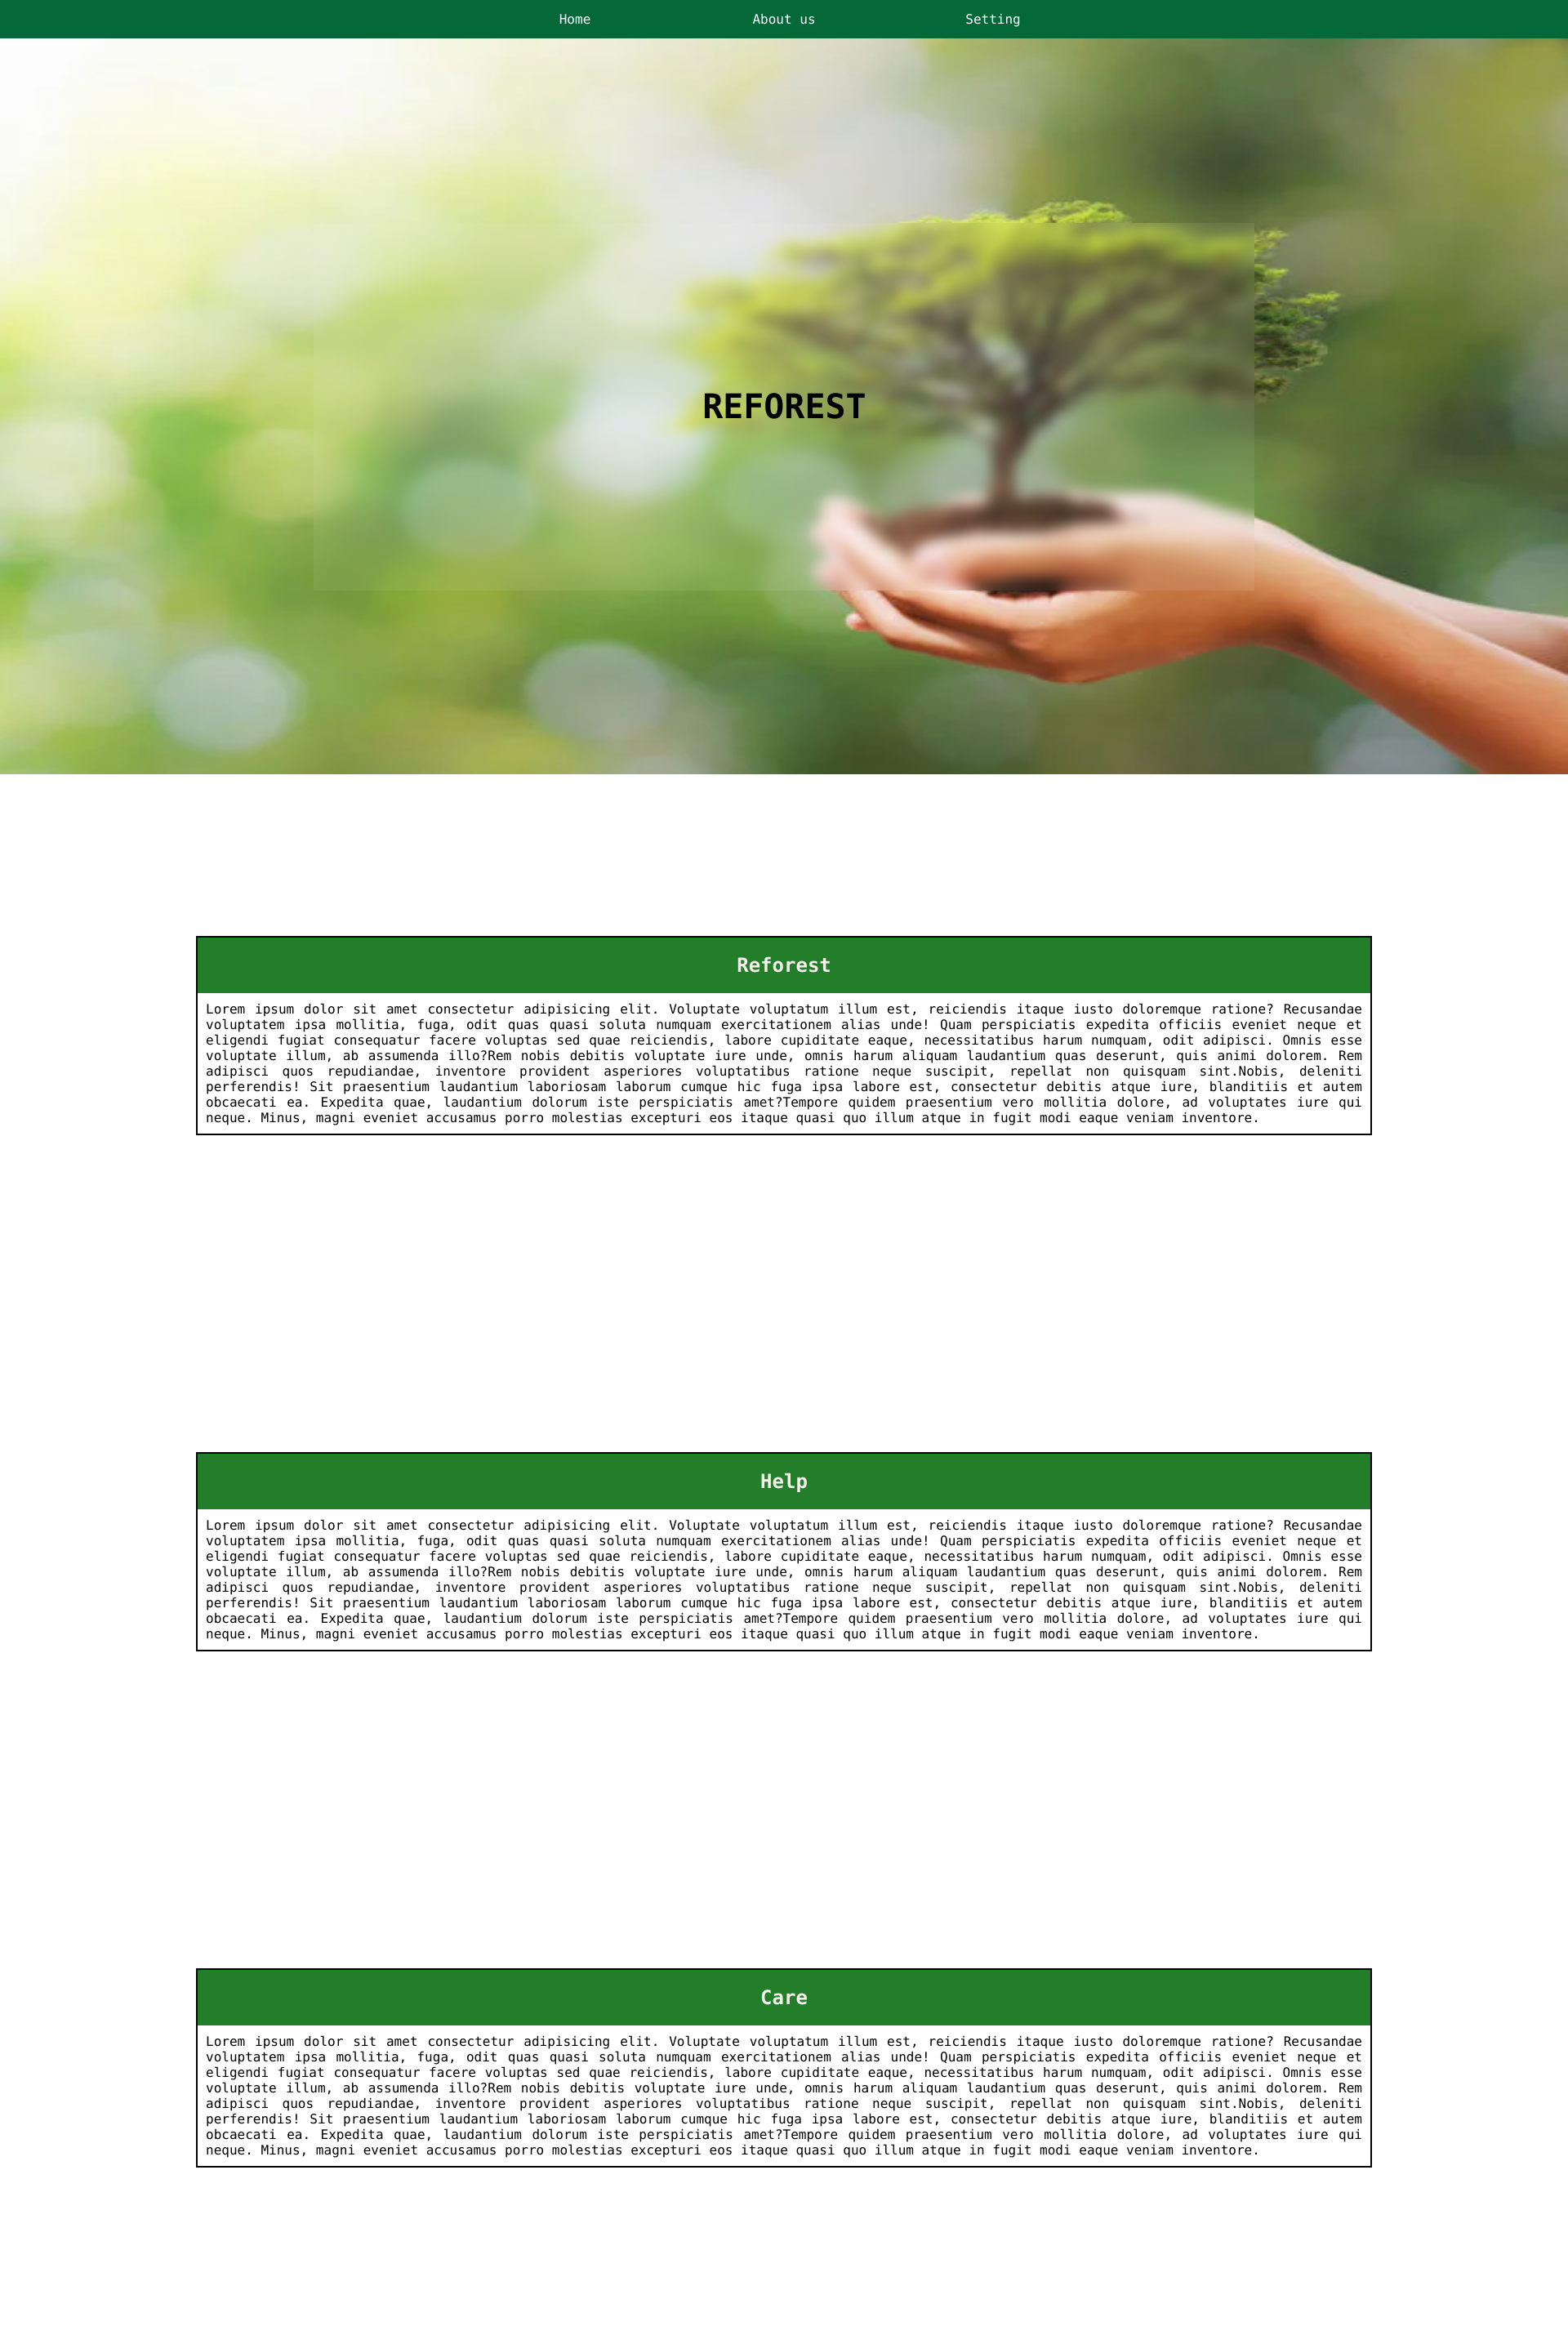 Home About us Setting
REFOREST
Reforest
Lorem ipsum dolor sit amet consectetur adipisicing elit. Voluptate voluptatum illum est, reiciendis itaque iusto doloremque ratione? Recusandae
voluptatem ipsa mollitia, fuga, odit quas quasi soluta numquam exercitationem alias unde! Quam perspiciatis expedita officiis eveniet neque et
eligendi fugiat consequatur facere voluptas sed quae reiciendis, labore cupiditate eaque, necessitatibus harum numquam, odit adipisci. Omnis esse
voluptate illum, ab assumenda illo?Rem nobis debitis voluptate iure unde, omnis harum aliquam laudantium quas deserunt, quis animi dolorem. Rem
adipisci quos repudiandae, inventore provident asperiores voluptatibus ratione neque suscipit, repellat non quisquam sint.Nobis, deleniti
perferendis! Sit praesentium laudantium laboriosam laborum cumque hic fuga ipsa labore est, consectetur debitis atque iure, blanditiis et autem
obcaecati ea. Expedita quae, laudantium dolorum iste perspiciatis amet?Tempore quidem praesentium vero mollitia dolore, ad voluptates iure qui
neque. Minus, magni eveniet accusamus porro molestias excepturi eos itaque quasi quo illum atque in fugit modi eaque veniam inventore.
Help
Lorem ipsum dolor sit amet consectetur adipisicing elit. Voluptate voluptatum illum est, reiciendis itaque iusto doloremque ratione? Recusandae
voluptatem ipsa mollitia, fuga, odit quas quasi soluta numquam exercitationem alias unde! Quam perspiciatis expedita officiis eveniet neque et
eligendi fugiat consequatur facere voluptas sed quae reiciendis, labore cupiditate eaque, necessitatibus harum numquam, odit adipisci. Omnis esse
voluptate illum, ab assumenda illo?Rem nobis debitis voluptate iure unde, omnis harum aliquam laudantium quas deserunt, quis animi dolorem. Rem
adipisci quos repudiandae, inventore provident asperiores voluptatibus ratione neque suscipit, repellat non quisquam sint.Nobis, deleniti
perferendis! Sit praesentium laudantium laboriosam laborum cumque hic fuga ipsa labore est, consectetur debitis atque iure, blanditiis et autem
obcaecati ea. Expedita quae, laudantium dolorum iste perspiciatis amet?Tempore quidem praesentium vero mollitia dolore, ad voluptates iure qui
neque. Minus, magni eveniet accusamus porro molestias excepturi eos itaque quasi quo illum atque in fugit modi eaque veniam inventore.
Care
Lorem ipsum dolor sit amet consectetur adipisicing elit. Voluptate voluptatum illum est, reiciendis itaque iusto doloremque ratione? Recusandae
voluptatem ipsa mollitia, fuga, odit quas quasi soluta numquam exercitationem alias unde! Quam perspiciatis expedita officiis eveniet neque et
eligendi fugiat consequatur facere voluptas sed quae reiciendis, labore cupiditate eaque, necessitatibus harum numquam, odit adipisci. Omnis esse
voluptate illum, ab assumenda illo?Rem nobis debitis voluptate iure unde, omnis harum aliquam laudantium quas deserunt, quis animi dolorem. Rem
adipisci quos repudiandae, inventore provident asperiores voluptatibus ratione neque suscipit, repellat non quisquam sint.Nobis, deleniti
perferendis! Sit praesentium laudantium laboriosam laborum cumque hic fuga ipsa labore est, consectetur debitis atque iure, blanditiis et autem
obcaecati ea. Expedita quae, laudantium dolorum iste perspiciatis amet?Tempore quidem praesentium vero mollitia dolore, ad voluptates iure qui
neque. Minus, magni eveniet accusamus porro molestias excepturi eos itaque quasi quo illum atque in fugit modi eaque veniam inventore.